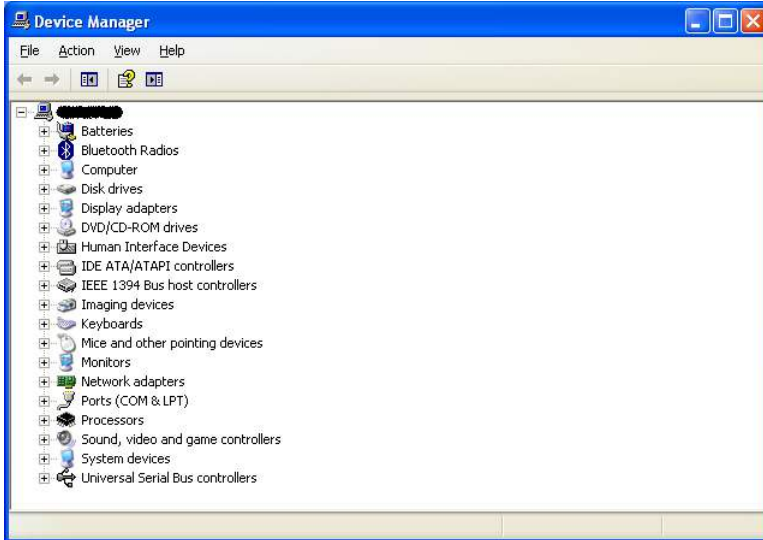 Device Manager
File Action View Help
Batteries
Bluetooth Radios
Computer
Disk drives
Display adapters
DVD/CD-ROM drives
Human Interface Devices
IDE ATA/ATAPI controllers
IEEE 1394 Bus host controllers
Imaging devices
Keyboards
Mice and other pointing devices
Monitors
Network adapters
Ports (COM & LPT)
Processors
Sound, video and game controllers
System devices
Universal Serial Bus controllers